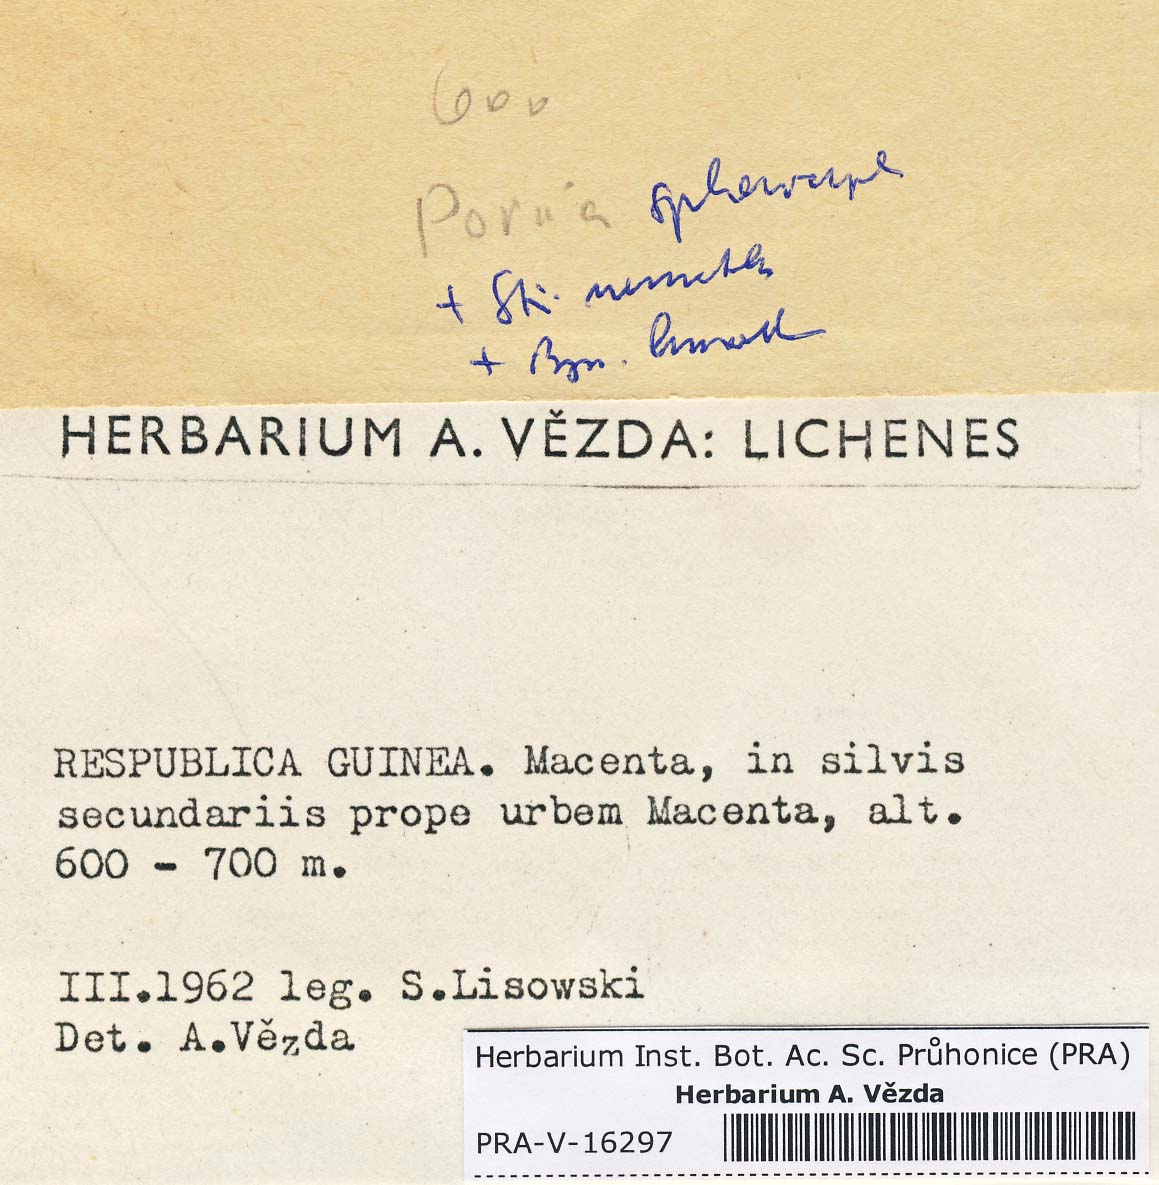 600
Porina
+
+
HERBARIUM A. VĚZDA: LICHENES
RESPUBLICA GUINEA. Macenta, in silvis
secundariis prope urbem Macenta, alt.
600 - 700 m.
III.1962 leg. S.Lisowski
Det. A.Vězda
Herbarium Inst. Bot. Ac. Sc. Průhonice (PRA)
Herbarium A. Vězda
PRA-V-16297